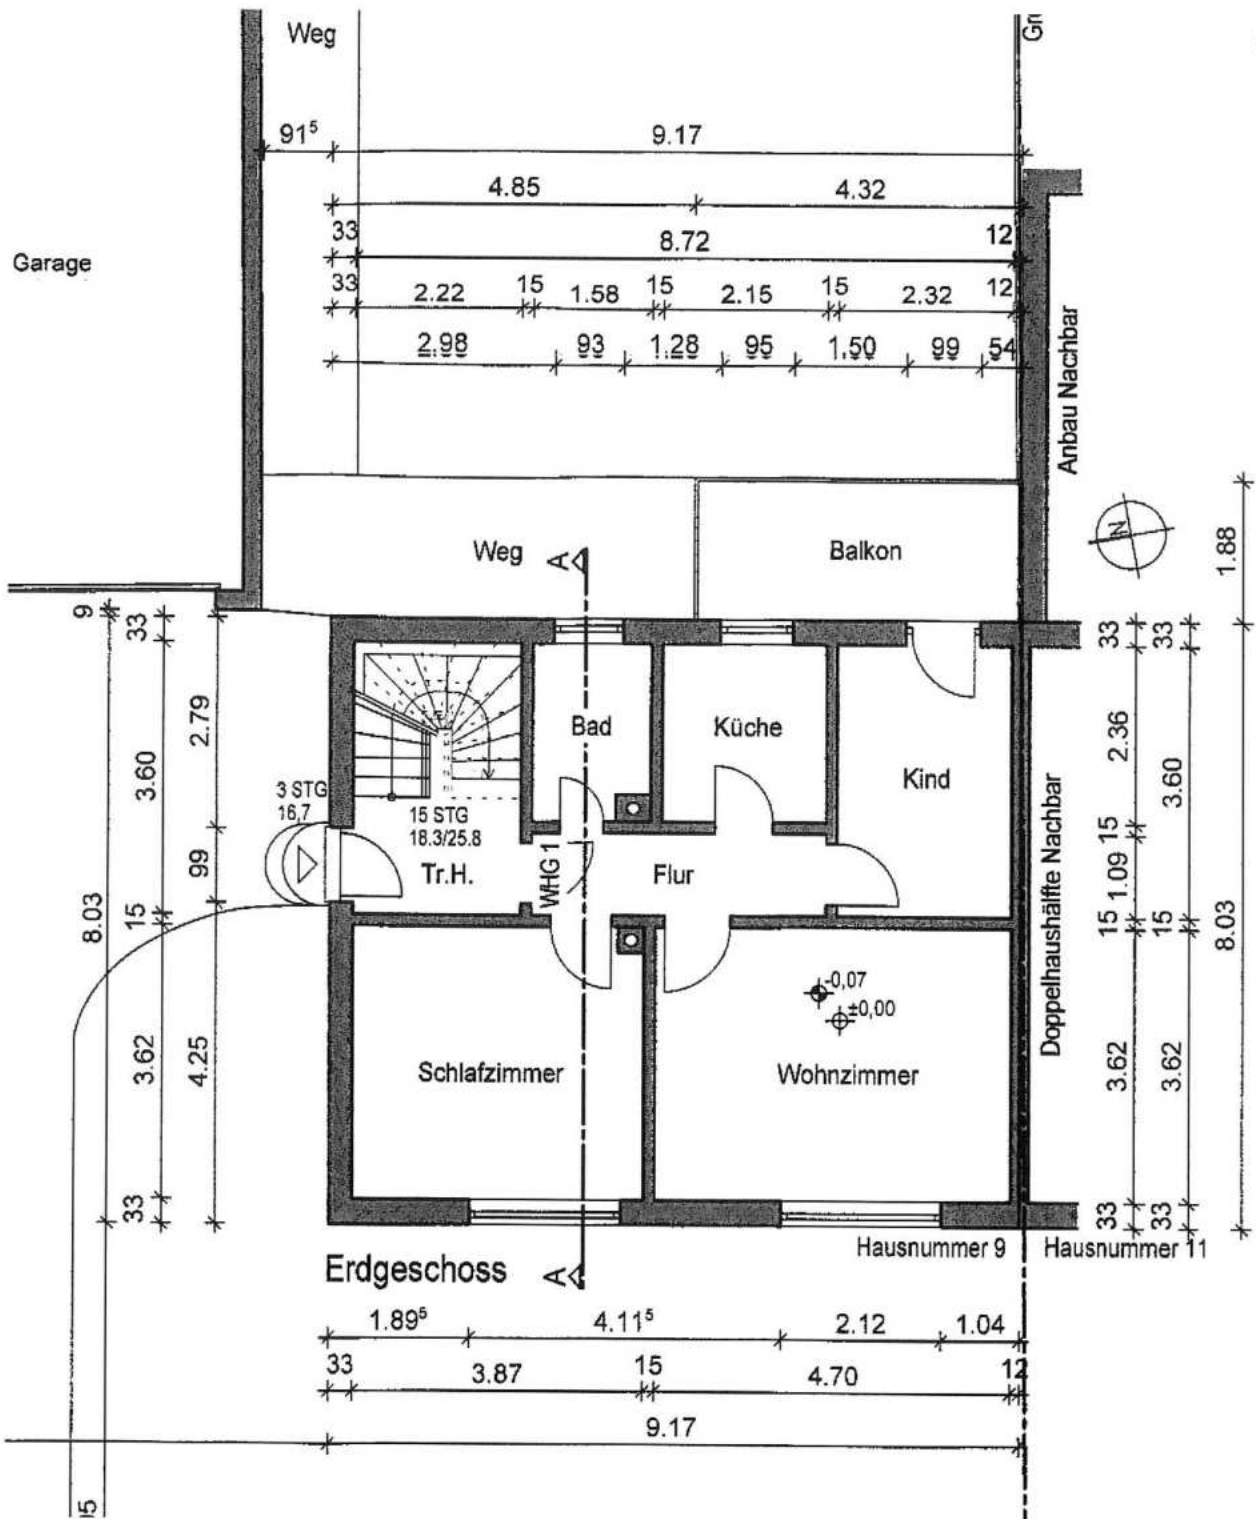 Weg
Gr
91⁵ 9.17
4.85 4.32
33 8.72 12
Garage
33 2.22 15 1.58 15 2.15 15 2.32 12
2.98 93 1.28 95 1.50 99 54
Anbau Nachbar
Weg
A
Balkon
N
1.88
9
33
3.60
15
3.62
33
8.03
2.79
99
4.25
Bad
Küche
Kind
3 STG
16,7
15 STG
18.3/25.8
Tr.H.
WHG 1
Flur
Doppelhaushälfte Nachbar
33
2.36
15
1.09
15
3.62
33
33
3.60
15
3.62
33
8.03
-0,07
±0,00
Schlafzimmer
Wohnzimmer
Hausnummer 9
Hausnummer 11
Erdgeschoss
A
1.89⁵ 4.11⁵ 2.12 1.04
33 3.87 15 4.70 12
9.17